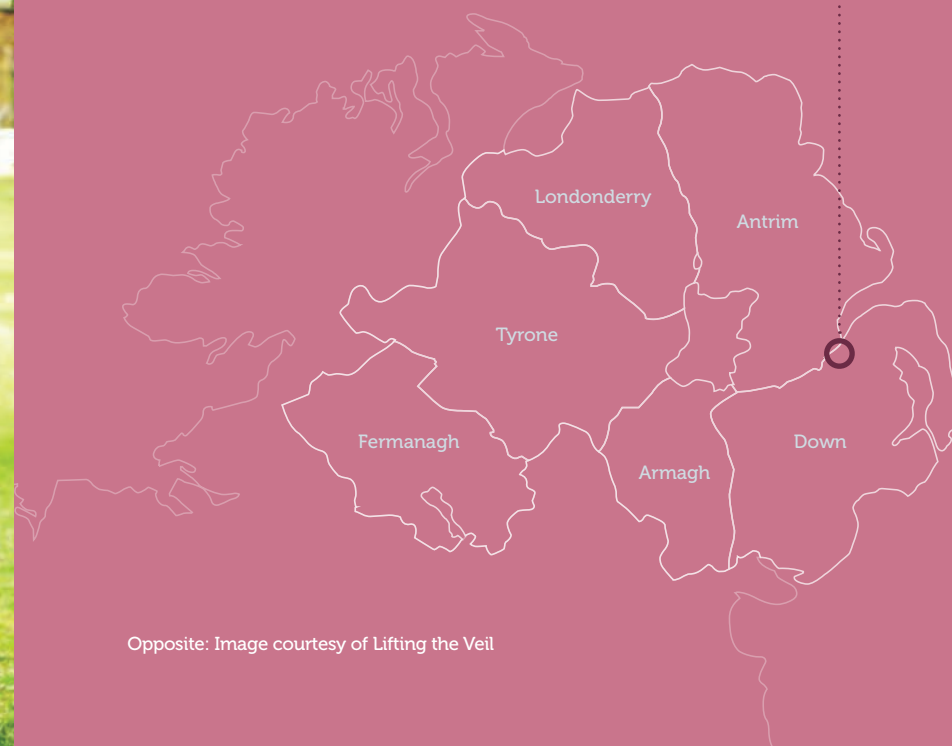 Londonderry
Antrim
Tyrone
Fermanagh
Down
Armagh
Opposite: Image courtesy of Lifting the Veil